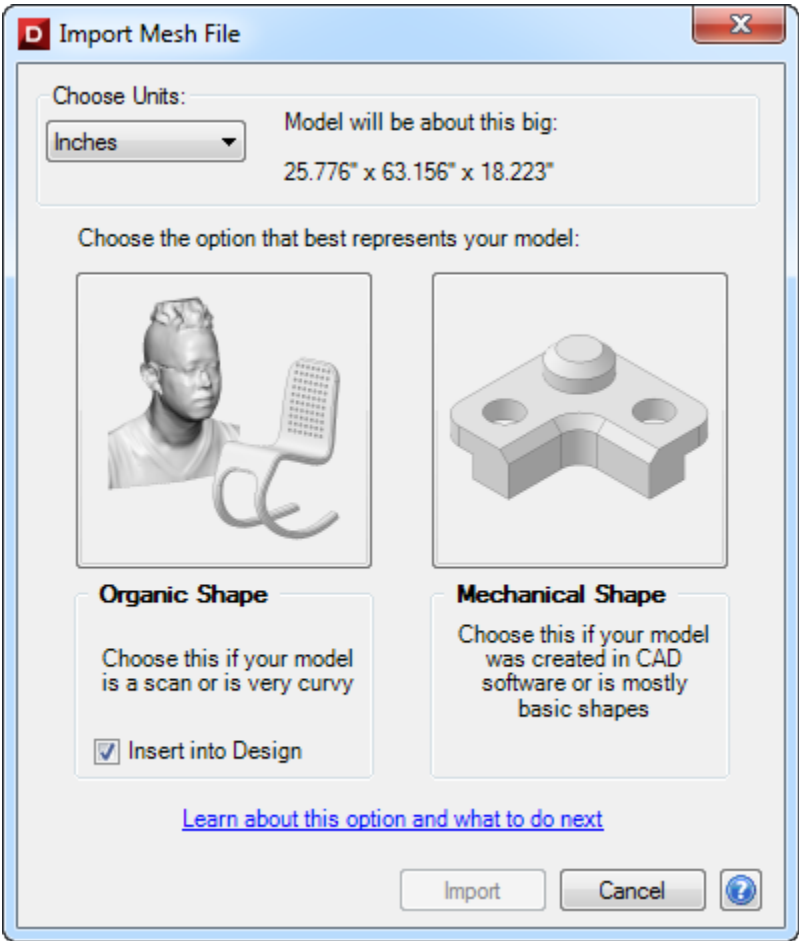 D Import Mesh File
Choose Units:
Inches
Model will be about this big:
25.776" x 63.156" x 18.223"
Choose the option that best represents your model:
Organic Shape
Choose this if your model
is a scan or is very curvy
Insert into Design
Mechanical Shape
Choose this if your model
was created in CAD
software or is mostly
basic shapes
Learn about this option and what to do next
Import
Cancel
?